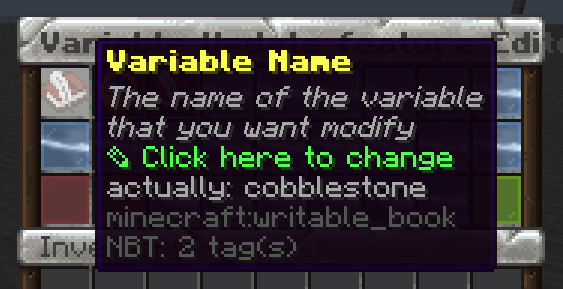 Variable Name
The name of the variable
that you want modify
✎ Click here to change
actually: cobblestone
minecraft:writable_book
NBT: 2 tag(s)